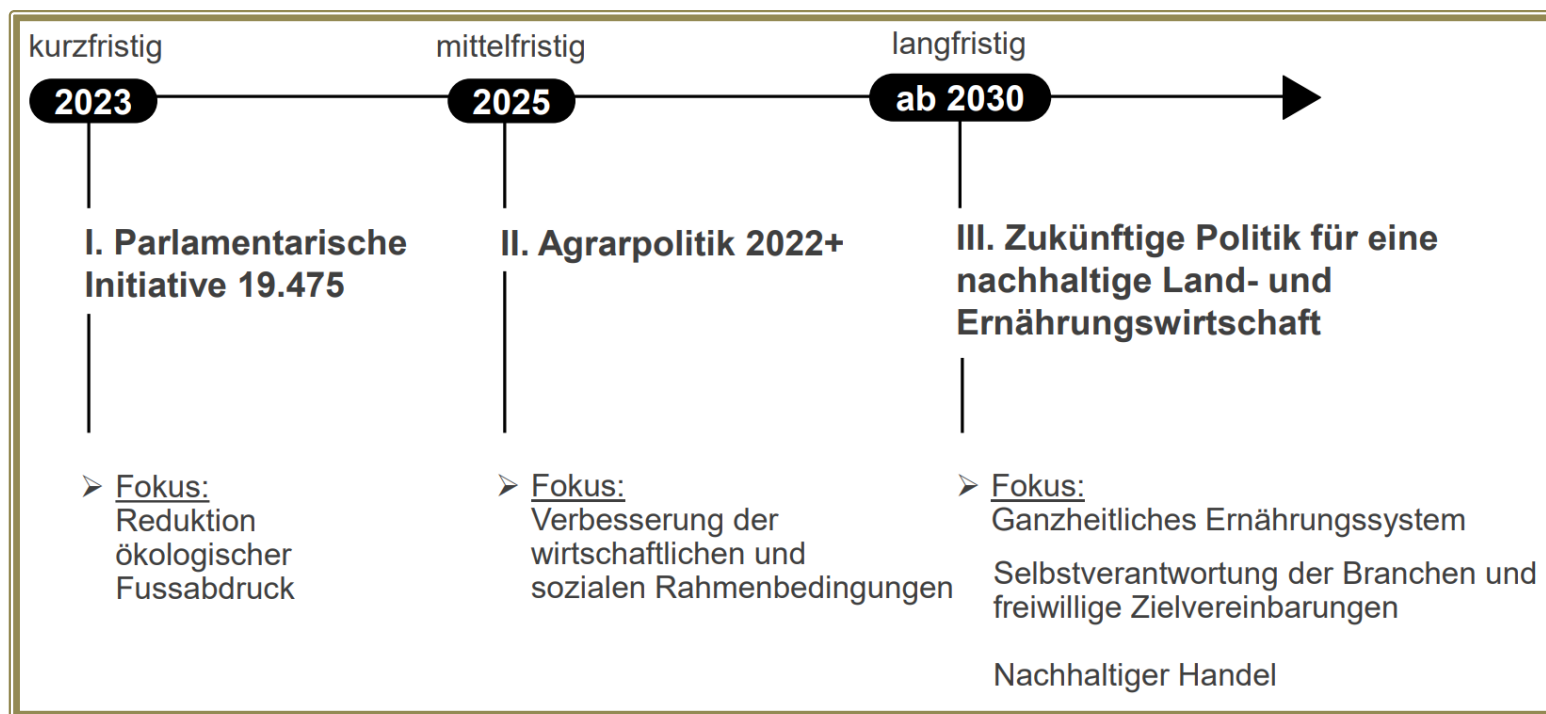 kurzfristig
mittelfristig
langfristig
2023
2025
ab 2030
I. Parlamentarische
Initiative 19.475
II. Agrarpolitik 2022+
III. Zukünftige Politik für eine
nachhaltige Land- und
Ernährungswirtschaft
Fokus:
Reduktion
ökologischer
Fussabdruck
Fokus:
Verbesserung der
wirtschaftlichen und
sozialen Rahmenbedingungen
Fokus:
Ganzheitliches Ernährungssystem
Selbstverantwortung der Branchen und
freiwillige Zielvereinbarungen
Nachhaltiger Handel